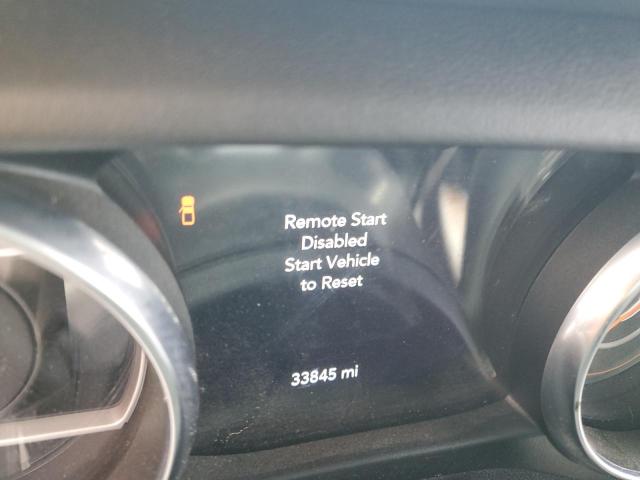 Remote Start
Disabled
Start Vehicle
to Reset
33845 mi